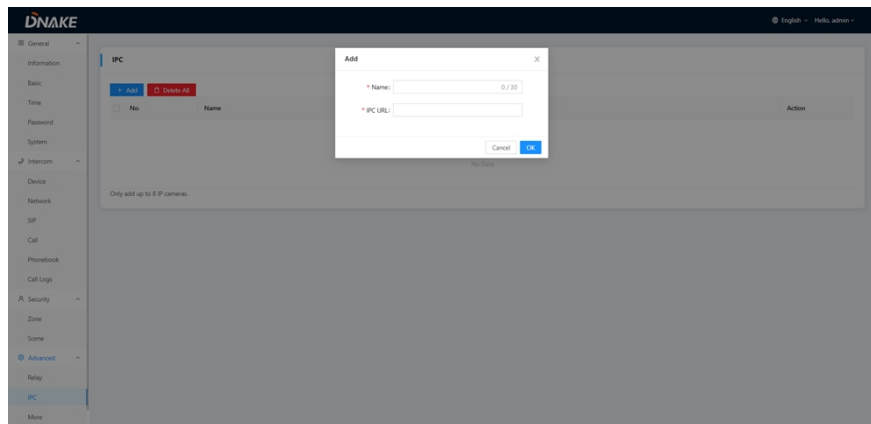 DNAKE
English
Hello, admin
General
Information
Basic
Time
Password
System
Intercom
Device
Network
SIP
Call
Phonebook
Call Logs
Security
Zone
Scene
Advanced
Relay
IPC
More
IPC
+ Add
Delete All
No.
Name
Action
No Data
Only add up to 8 IP cameras.
Add
* Name:
0 / 30
* IPC URL:
Cancel
OK